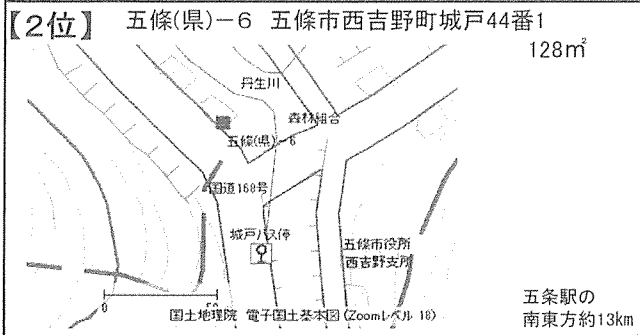 【2位】 五條(県)-6 五條市西吉野町城戸44番1
128㎡
丹生川
森林組合
五條(県)-6
国道168号
城戸バス停
五條市役所
西吉野支所
0
国土地理院 電子国土基本図(Zoomレベル 18)
五条駅の
南東方約13km